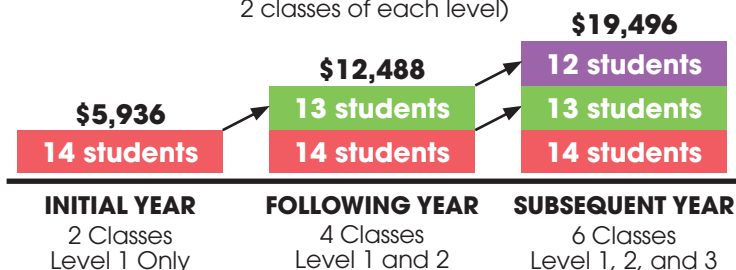 2 classes of each level)
$19,496
12 students
$12,488
13 students
13 students
$5,936
14 students
14 students
14 students
INITIAL YEAR
2 Classes
Level 1 Only
FOLLOWING YEAR
4 Classes
Level 1 and 2
SUBSEQUENT YEAR
6 Classes
Level 1, 2, and 3